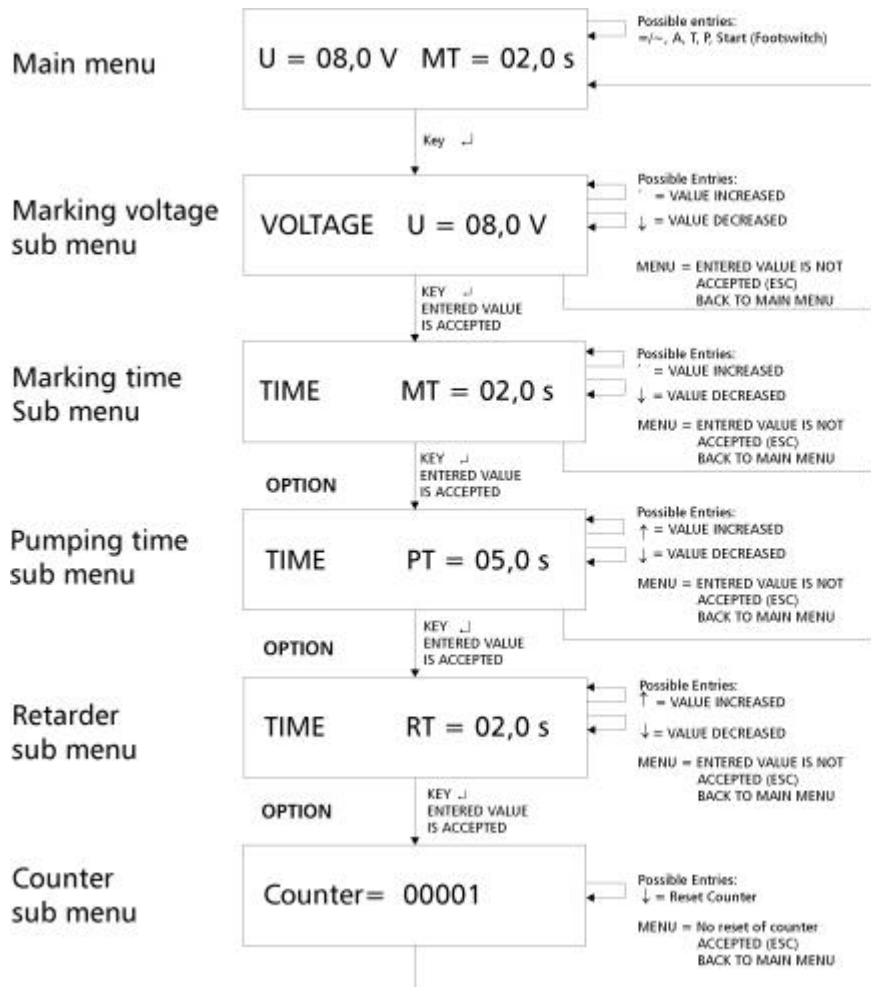 Main menu
U = 08,0 V MT = 02,0 s
Possible entries:
=/~, A, T, P, Start (Footswitch)
Key ↵
Marking voltage
sub menu
VOLTAGE U = 08,0 V
Possible Entries:
' = VALUE INCREASED
↓ = VALUE DECREASED
MENU = ENTERED VALUE IS NOT
ACCEPTED (ESC)
BACK TO MAIN MENU
KEY ↵
ENTERED VALUE
IS ACCEPTED
Marking time
Sub menu
TIME MT = 02,0 s
Possible Entries:
' = VALUE INCREASED
↓ = VALUE DECREASED
MENU = ENTERED VALUE IS NOT
ACCEPTED (ESC)
BACK TO MAIN MENU
OPTION
KEY ↵
ENTERED VALUE
IS ACCEPTED
Pumping time
sub menu
TIME PT = 05,0 s
Possible Entries:
↑ = VALUE INCREASED
↓ = VALUE DECREASED
MENU = ENTERED VALUE IS NOT
ACCEPTED (ESC)
BACK TO MAIN MENU
OPTION
KEY ↵
ENTERED VALUE
IS ACCEPTED
Retarder
sub menu
TIME RT = 02,0 s
Possible Entries:
↑ = VALUE INCREASED
↓ = VALUE DECREASED
MENU = ENTERED VALUE IS NOT
ACCEPTED (ESC)
BACK TO MAIN MENU
OPTION
KEY ↵
ENTERED VALUE
IS ACCEPTED
Counter
sub menu
Counter= 00001
Possible Entries:
↓ = Reset Counter
MENU = No reset of counter
ACCEPTED (ESC)
BACK TO MAIN MENU